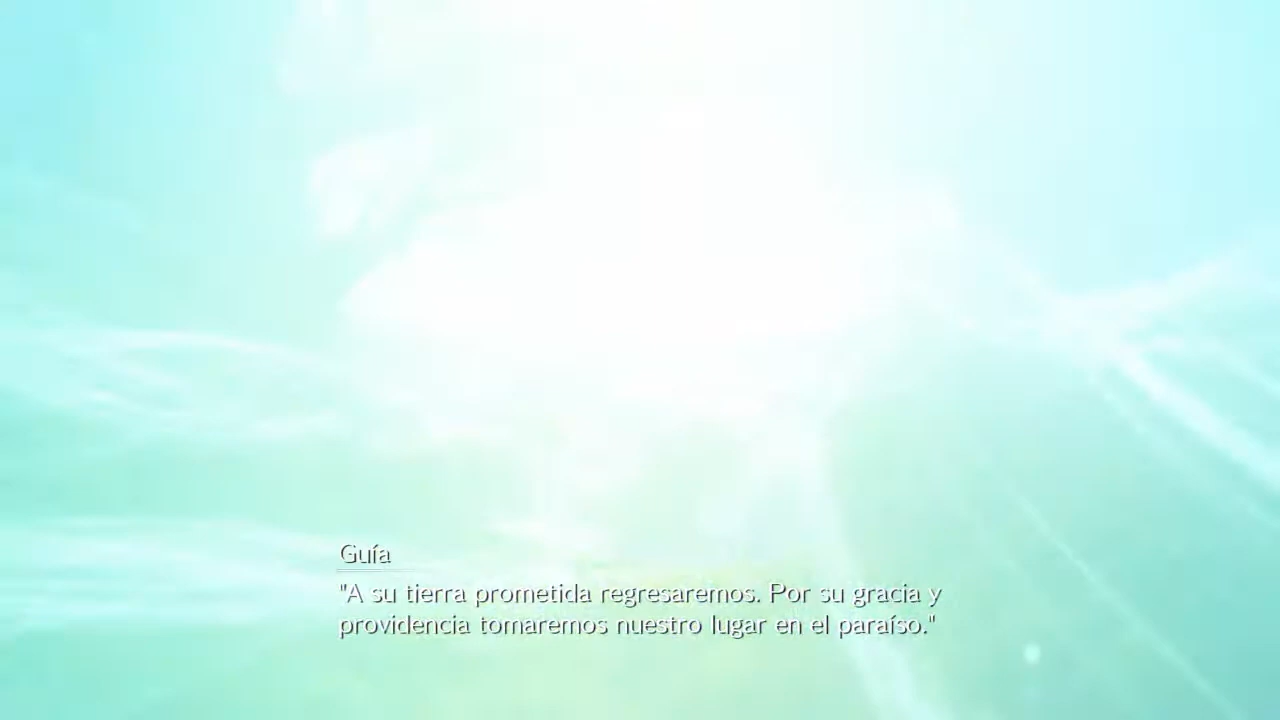 Guía
"A su tierra prometida regresaremos. Por su gracia y
providencia tomaremos nuestro lugar en el paraíso."